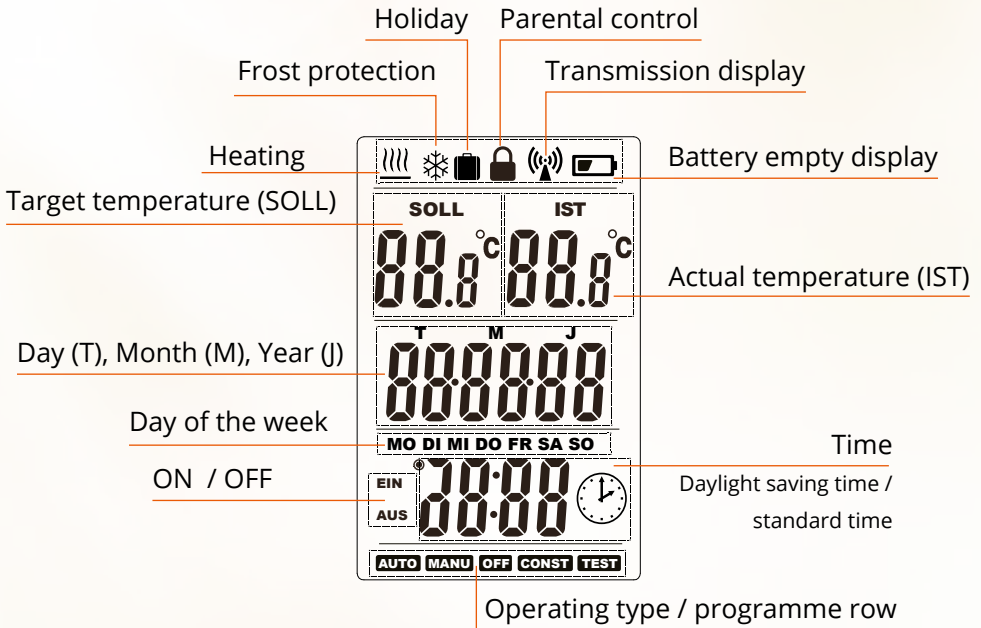 Holiday
Parental control
Frost protection
Transmission display
Heating
Battery empty display
Target temperature (SOLL)
SOLL
IST
88.8°C
88.8°C
Actual temperature (IST)
T M J
Day (T), Month (M), Year (J)
88:88:88
Day of the week
MO DI MI DO FR SA SO
Time
Daylight saving time /
standard time
ON / OFF
EIN
AUS
28:88
AUTO MANU OFF CONST TEST
Operating type / programme row